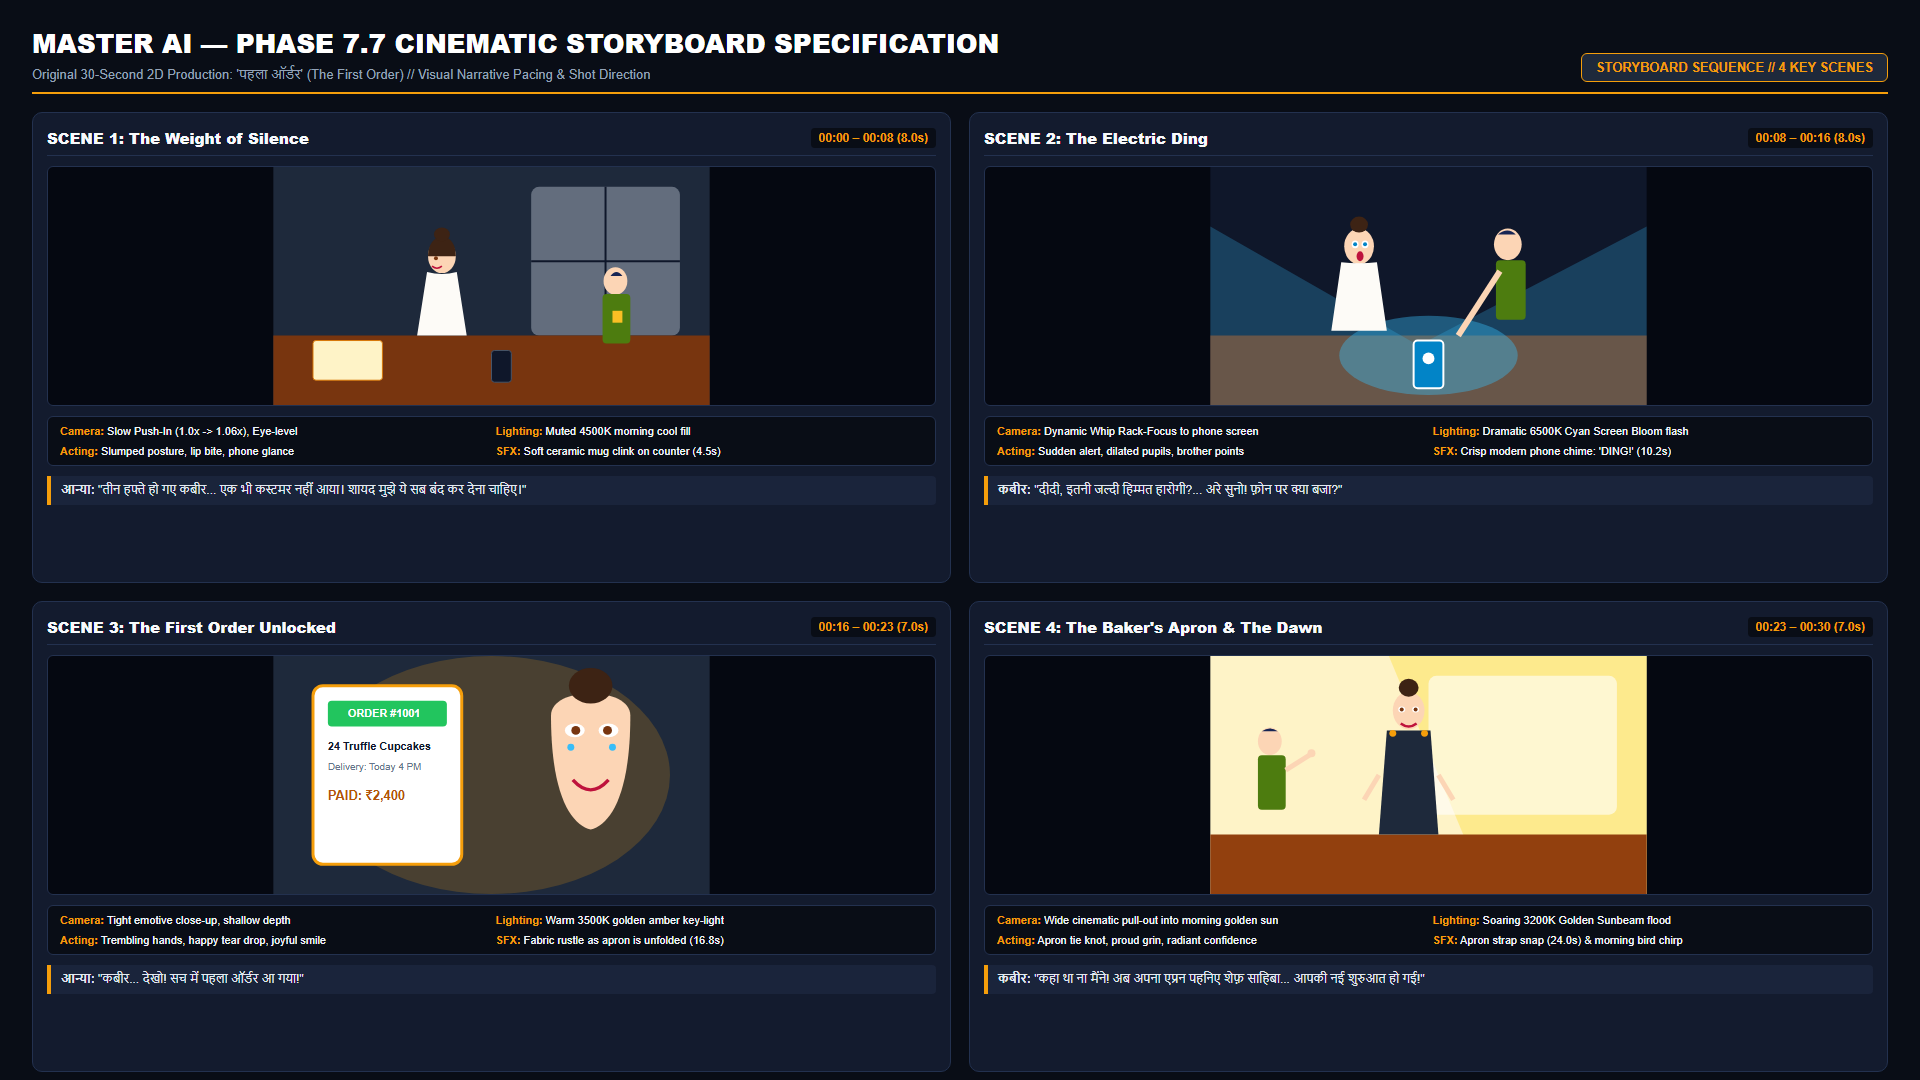 MASTER AI — PHASE 7.7 CINEMATIC STORYBOARD SPECIFICATION
Original 30-Second 2D Production: 'पहला ऑर्डर' (The First Order) // Visual Narrative Pacing & Shot Direction
STORYBOARD SEQUENCE // 4 KEY SCENES
SCENE 1: The Weight of Silence
00:00 – 00:08 (8.0s)
Camera: Slow Push-In (1.0x -> 1.06x), Eye-level
Lighting: Muted 4500K morning cool fill
Acting: Slumped posture, lip bite, phone glance
SFX: Soft ceramic mug clink on counter (4.5s)
आन्या: "तीन हफ्ते हो गए कबीर... एक भी कस्टमर नहीं आया। शायद मुझे ये सब बंद कर देना चाहिए।"
SCENE 2: The Electric Ding
00:08 – 00:16 (8.0s)
Camera: Dynamic Whip Rack-Focus to phone screen
Lighting: Dramatic 6500K Cyan Screen Bloom flash
Acting: Sudden alert, dilated pupils, brother points
SFX: Crisp modern phone chime: 'DING!' (10.2s)
कबीर: "दीदी, इतनी जल्दी हिम्मत हारोगी?... अरे सुनो! फ़ोन पर क्या बजा?"
SCENE 3: The First Order Unlocked
00:16 – 00:23 (7.0s)
ORDER #1001
24 Truffle Cupcakes
Delivery: Today 4 PM
PAID: ₹2,400
Camera: Tight emotive close-up, shallow depth
Lighting: Warm 3500K golden amber key-light
Acting: Trembling hands, happy tear drop, joyful smile
SFX: Fabric rustle as apron is unfolded (16.8s)
आन्या: "कबीर... देखो! सच में पहला ऑर्डर आ गया!"
SCENE 4: The Baker's Apron & The Dawn
00:23 – 00:30 (7.0s)
Camera: Wide cinematic pull-out into morning golden sun
Lighting: Soaring 3200K Golden Sunbeam flood
Acting: Apron tie knot, proud grin, radiant confidence
SFX: Apron strap snap (24.0s) & morning bird chirp
कबीर: "कहा था ना मैंने! अब अपना एप्रन पहनिए शेफ़ साहिबा... आपकी नई शुरुआत हो गई!"